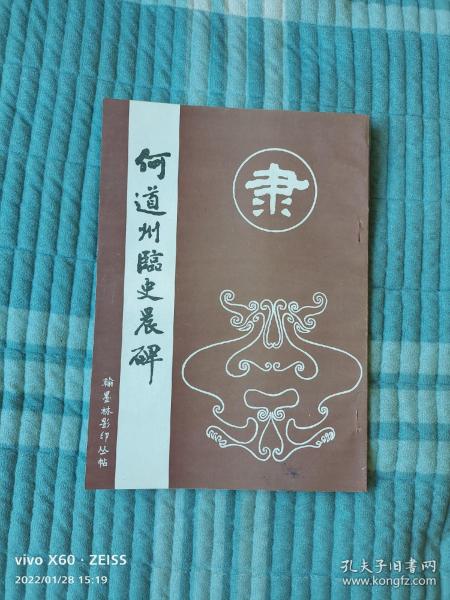 隶
何道州臨史晨碑
翰墨林影印丛帖
vivo X60 · ZEISS
2022/01/28 15:19
孔夫子旧书网
www.kongfz.com